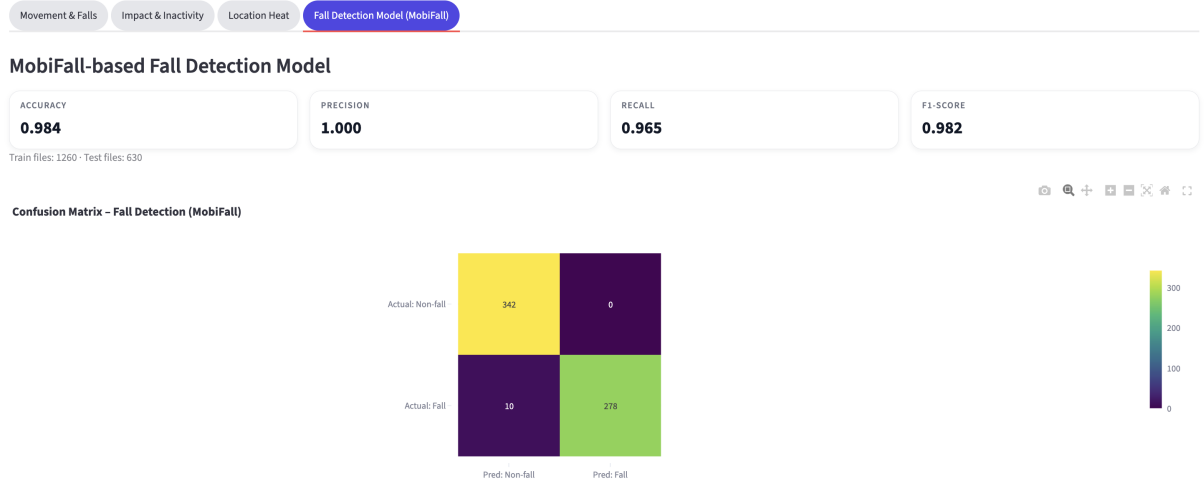 Movement & Falls Impact & Inactivity Location Heat Fall Detection Model (MobiFall)
MobiFall-based Fall Detection Model
ACCURACY PRECISION RECALL F1-SCORE
0.984 1.000 0.965 0.982
Train files: 1260 · Test files: 630
Confusion Matrix – Fall Detection (MobiFall)
Actual: Non-fall 342 0
Actual: Fall 10 278
Pred: Non-fall Pred: Fall
300
200
100
0